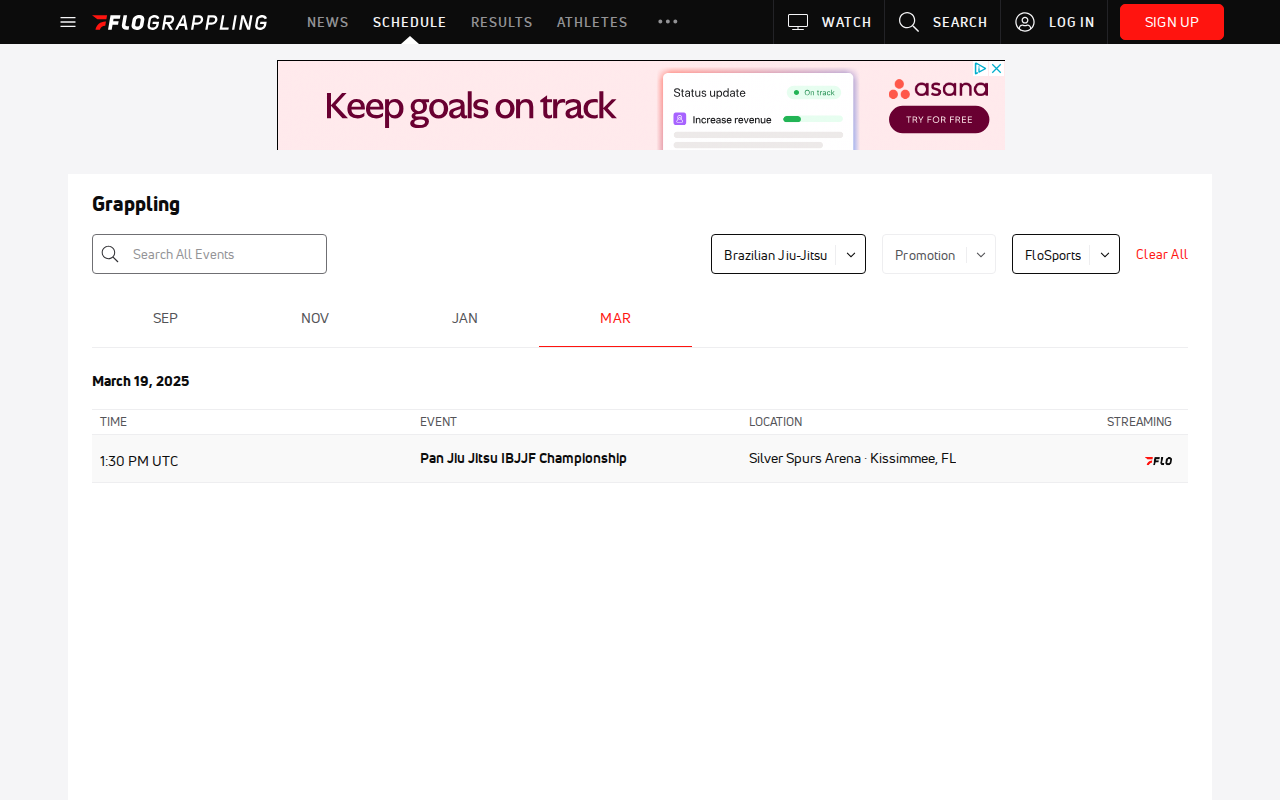 FLOGRAPPLING NEWS SCHEDULE RESULTS ATHLETES ••• WATCH SEARCH LOG IN SIGN UP
Keep goals on track
Status update On track
Increase revenue
asana
TRY FOR FREE
Grappling
Search All Events Brazilian Jiu-Jitsu Promotion FloSports Clear All
SEP NOV JAN MAR
March 19, 2025
TIME EVENT LOCATION STREAMING
1:30 PM UTC Pan Jiu Jitsu IBJJF Championship Silver Spurs Arena · Kissimmee, FL FLO